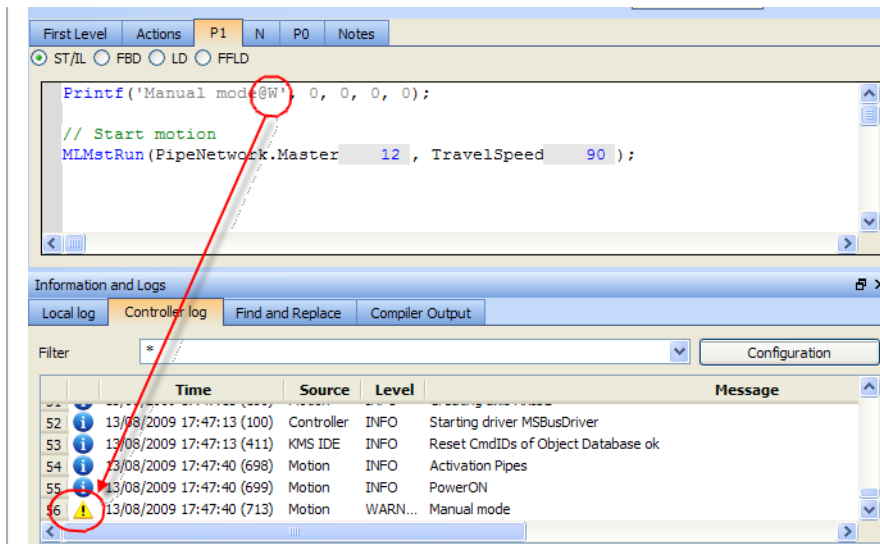 First Level Actions P1 N P0 Notes
ST/IL FBD LD FFLD
Printf('Manual mode@W', 0, 0, 0, 0);
// Start motion
MLMstRun(PipeNetwork.Master 12 , TravelSpeed 90 );
Information and Logs
Local log Controller log Find and Replace Compiler Output
Filter * Configuration
Time Source Level Message
52 13/08/2009 17:47:13 (100) Controller INFO Starting driver MSBusDriver
53 13/08/2009 17:47:13 (411) KMS IDE INFO Reset CmdIDs of Object Database ok
54 13/08/2009 17:47:40 (698) Motion INFO Activation Pipes
55 13/08/2009 17:47:40 (699) Motion INFO PowerON
56 13/08/2009 17:47:40 (713) Motion WARN... Manual mode